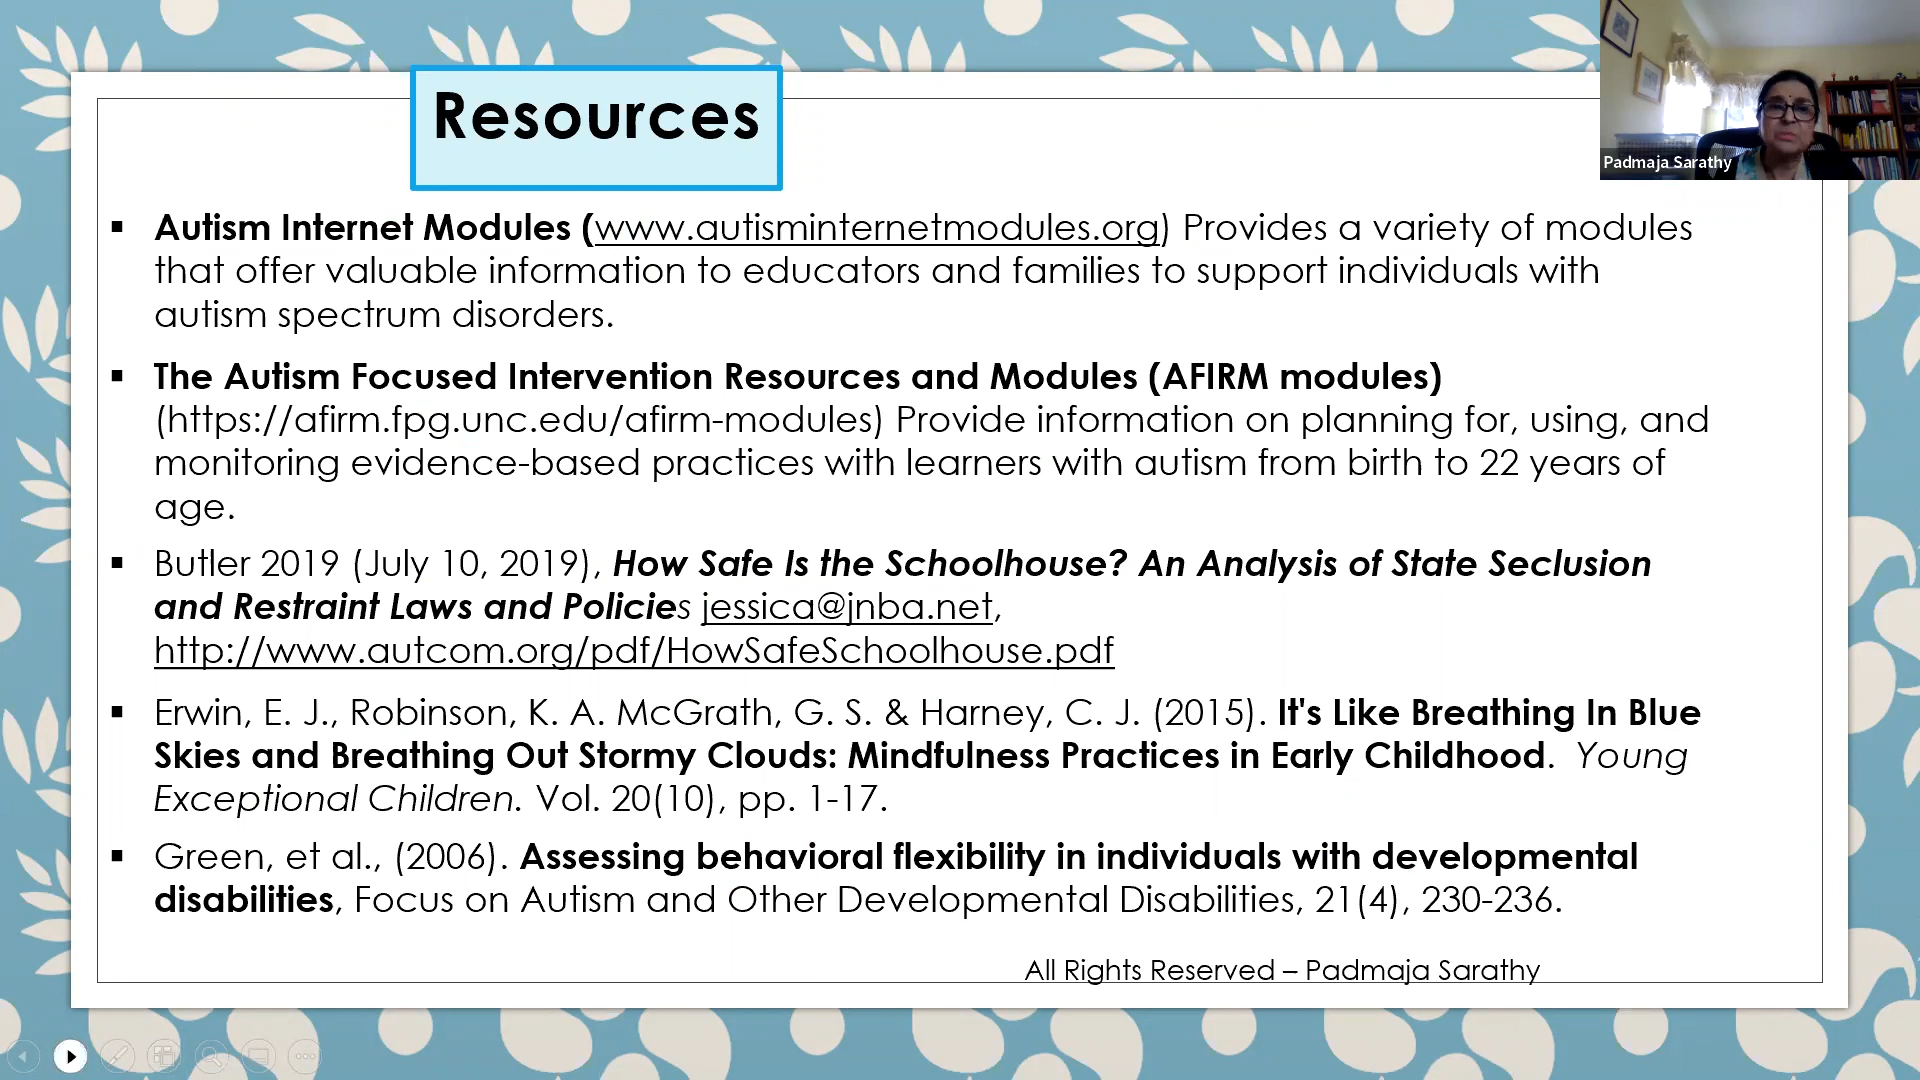 Resources
Padmaja Sarathy
▪ Autism Internet Modules (www.autisminternetmodules.org) Provides a variety of modules
that offer valuable information to educators and families to support individuals with
autism spectrum disorders.
▪ The Autism Focused Intervention Resources and Modules (AFIRM modules)
(https://afirm.fpg.unc.edu/afirm-modules) Provide information on planning for, using, and
monitoring evidence-based practices with learners with autism from birth to 22 years of
age.
▪ Butler 2019 (July 10, 2019), How Safe Is the Schoolhouse? An Analysis of State Seclusion
and Restraint Laws and Policies jessica@jnba.net,
http://www.autcom.org/pdf/HowSafeSchoolhouse.pdf
▪ Erwin, E. J., Robinson, K. A. McGrath, G. S. & Harney, C. J. (2015). It's Like Breathing In Blue
Skies and Breathing Out Stormy Clouds: Mindfulness Practices in Early Childhood. Young
Exceptional Children. Vol. 20(10), pp. 1-17.
▪ Green, et al., (2006). Assessing behavioral flexibility in individuals with developmental
disabilities, Focus on Autism and Other Developmental Disabilities, 21(4), 230-236.
All Rights Reserved – Padmaja Sarathy